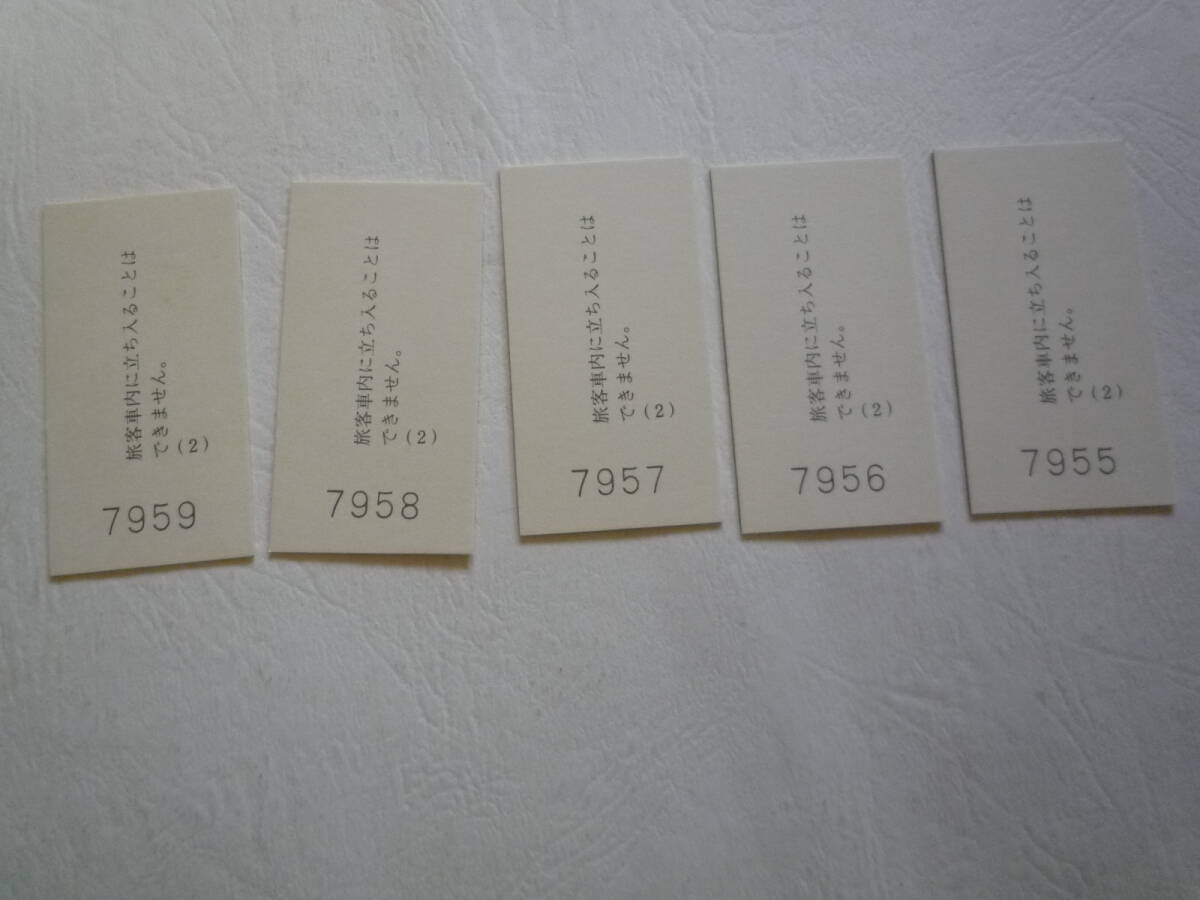 旅客車内に立ち入ることは
できません。
(2)
7959
旅客車内に立ち入ることは
できません。
(2)
7958
旅客車内に立ち入ることは
できません。
(2)
7957
旅客車内に立ち入ることは
できません。
(2)
7956
旅客車内に立ち入ることは
できません。
(2)
7955